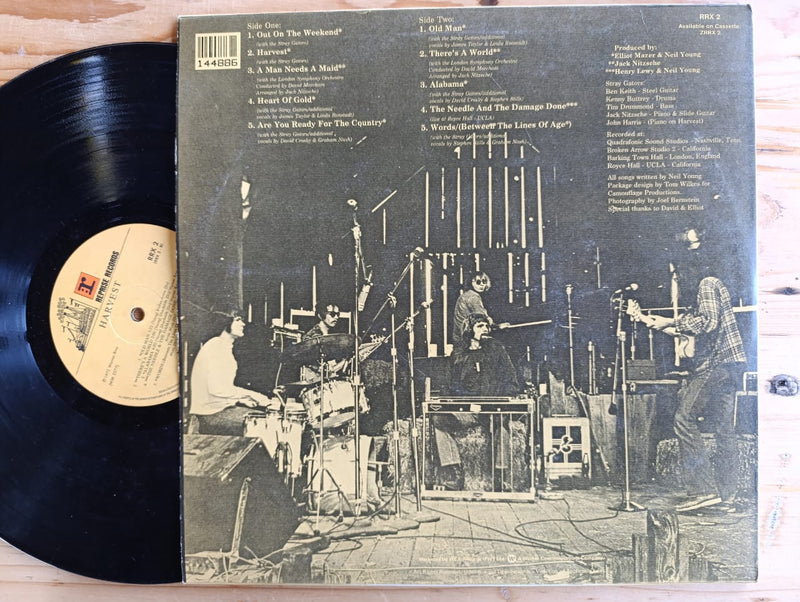 144886
Side One:
1. Out On The Weekend*
(with the Stray Gators)
2. Harvest*
(with the Stray Gators)
3. A Man Needs A Maid**
(with the London Symphony Orchestra
Conducted by David Meecham
Arranged by Jack Nitzsche)
4. Heart Of Gold*
(with the Stray Gators/additional
vocals by James Taylor & Linda Ronstadt)
5. Are You Ready For The Country*
(with the Stray Gators/additional
vocals by David Crosby & Graham Nash)
Side Two:
1. Old Man*
(with the Stray Gators/additional
vocals by James Taylor & Linda Ronstadt)
2. There's A World**
(with the London Symphony Orchestra
Conducted by David Meecham
Arranged by Jack Nitzsche)
3. Alabama*
(with the Stray Gators/additional
vocals by David Crosby & Stephen Stills)
4. The Needle And The Damage Done***
(live at Royce Hall - UCLA)
5. Words/(Between The Lines Of Age*)
(with the Stray Gators/additional
vocals by Stephen Stills & Graham Nash)
RRX 2
Available on Cassette:
ZRRX 2
Produced by:
*Elliot Mazer & Neil Young
**Jack Nitzsche
***Henry Lewy & Neil Young
Stray Gators:
Ben Keith - Steel Guitar
Kenny Buttrey - Drums
Tim Drummond - Bass
Jack Nitzsche - Piano & Slide Guitar
John Harris - (Piano on Harvest)
Recorded at:
Quadrafonic Sound Studios - Nashville, Tenn.
Broken Arrow Studio 2 - California
Barking Town Hall - London, England
Royce Hall - UCLA - California
All songs written by Neil Young
Package design by Tom Wilkes for
Camouflage Productions.
Photography by Joel Bernstein
Special thanks to David & Elliot
RRX 2
r
REPRISE RECORDS
HARVEST